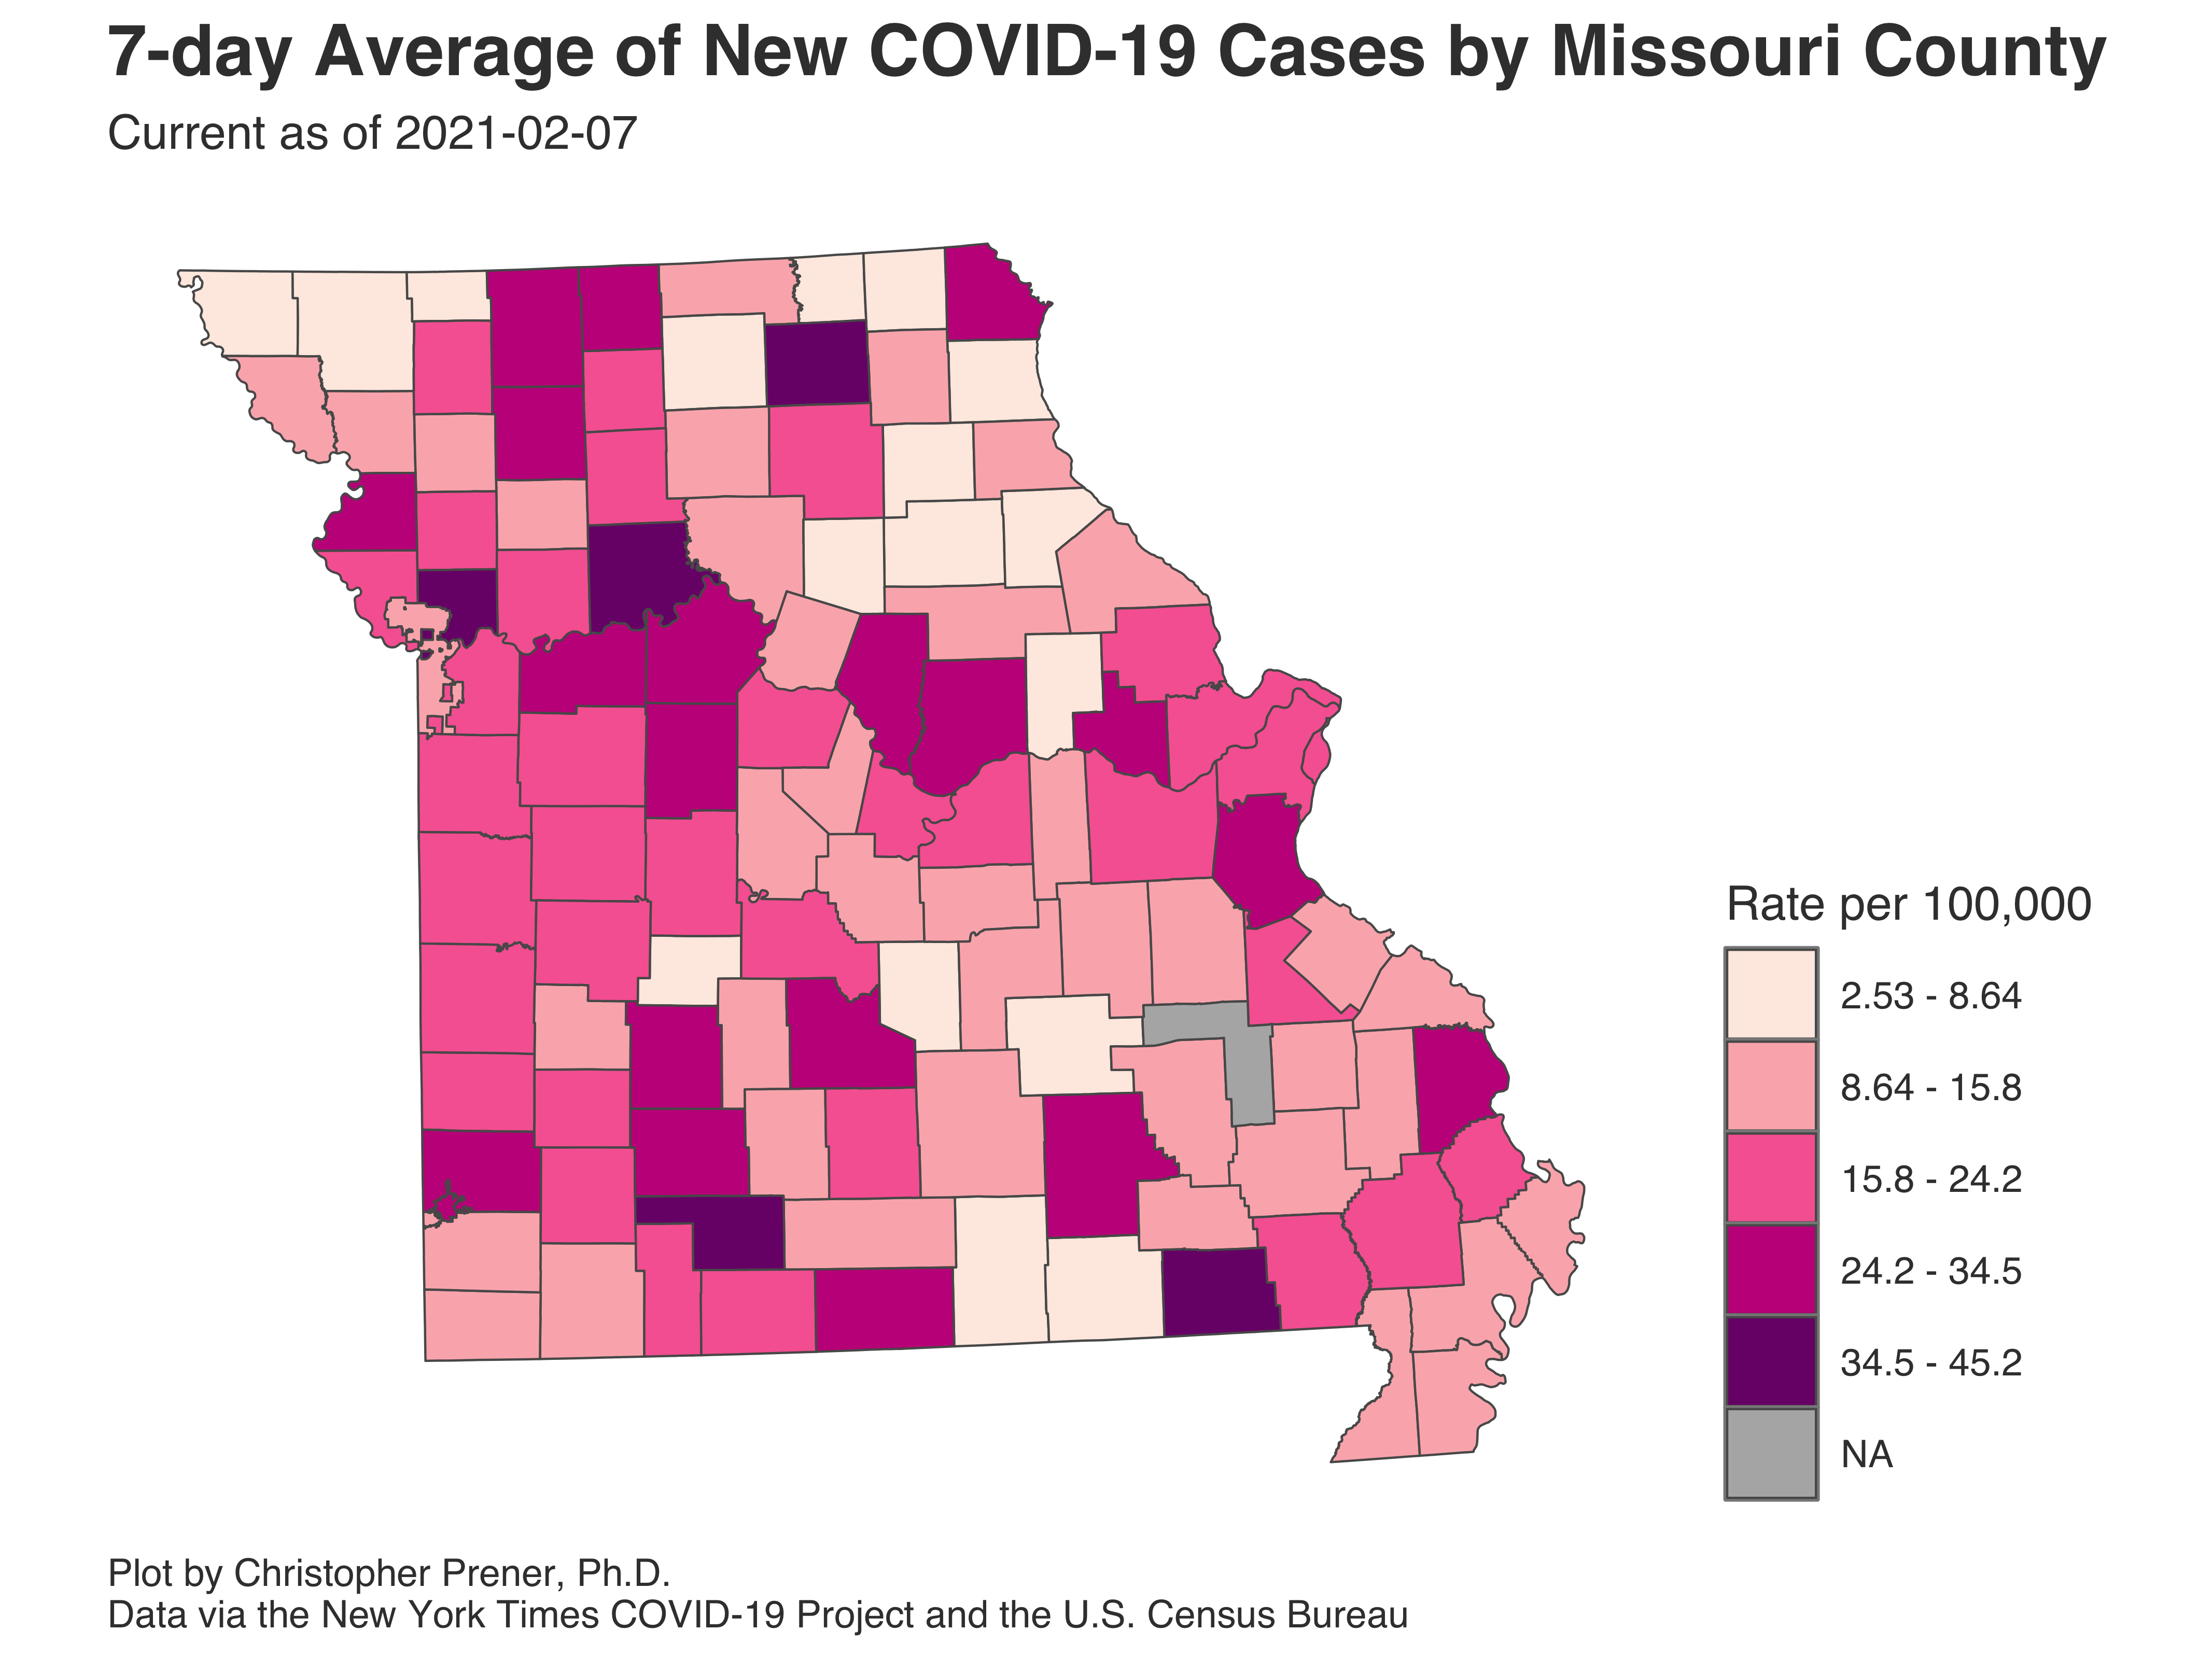 7-day Average of New COVID-19 Cases by Missouri County
Current as of 2021-02-07
Rate per 100,000
2.53 - 8.64
8.64 - 15.8
15.8 - 24.2
24.2 - 34.5
34.5 - 45.2
NA
Plot by Christopher Prener, Ph.D.
Data via the New York Times COVID-19 Project and the U.S. Census Bureau